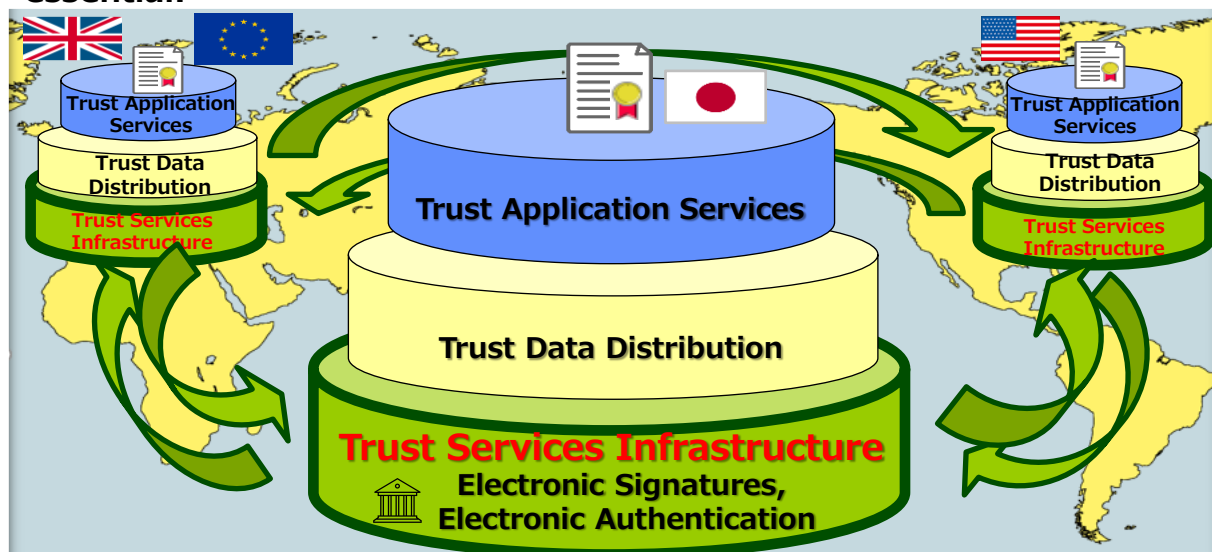 essential.
Trust Application
Services
Trust Data
Distribution
Trust Services
Infrastructure
Trust Application Services
Trust Data Distribution
Trust Services Infrastructure
Electronic Signatures,
Electronic Authentication
Trust Application
Services
Trust Data
Distribution
Trust Services
Infrastructure